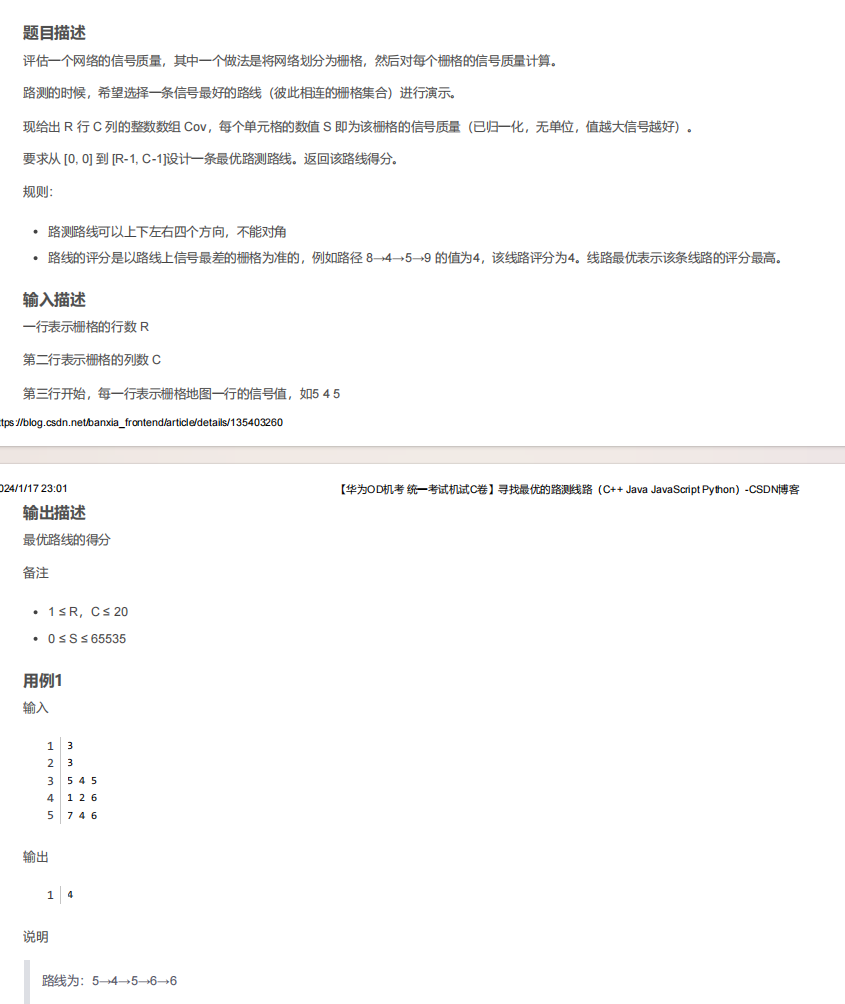 题目描述
评估一个网络的信号质量，其中一个做法是将网络划分为栅格，然后对每个栅格的信号质量计算。
路测的时候，希望选择一条信号最好的路线（彼此相连的栅格集合）进行演示。
现给出 R 行 C 列的整数数组 Cov，每个单元格的数值 S 即为该栅格的信号质量（已归一化，无单位，值越大信号越好）。
要求从 [0, 0] 到 [R-1, C-1]设计一条最优路测路线。返回该路线得分。
规则：
• 路测路线可以上下左右四个方向，不能对角
• 路线的评分是以路线上信号最差的栅格为准的，例如路径 8→4→5→9 的值为4，该线路评分为4。线路最优表示该条线路的评分最高。
输入描述
一行表示栅格的行数 R
第二行表示栅格的列数 C
第三行开始，每一行表示栅格地图一行的信号值，如5 4 5
tps://blog.csdn.net/banxia_frontend/article/details/135403260
024/1/17 23:01 【华为OD机考 统一考试机试C卷】寻找最优的路测线路（C++ Java JavaScript Python）-CSDN博客
输出描述
最优路线的得分
备注
• 1 ≤ R，C ≤ 20
• 0 ≤ S ≤ 65535
用例1
输入
1 3
2 3
3 5 4 5
4 1 2 6
5 7 4 6
输出
1 4
说明
路线为：5→4→5→6→6